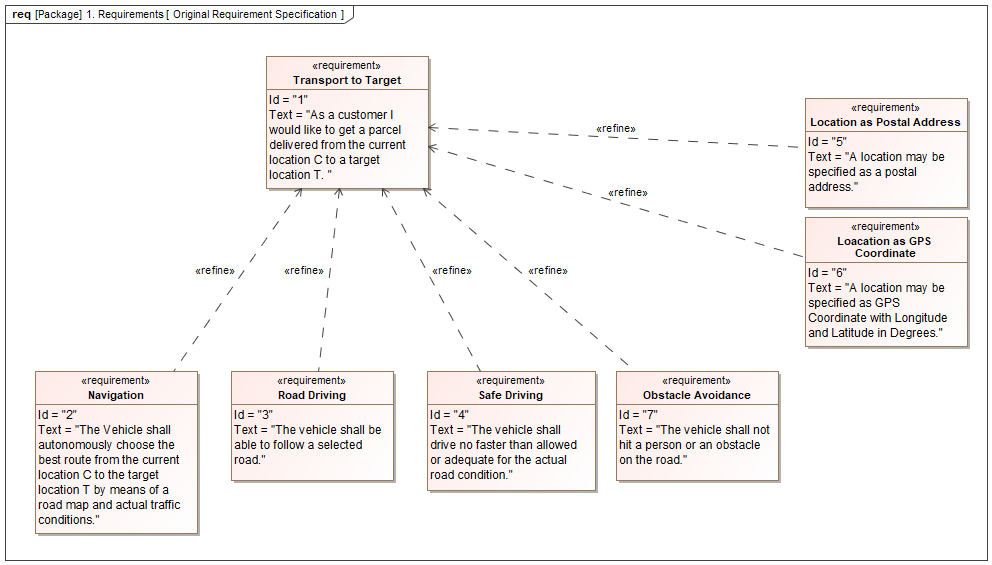 req [Package] 1. Requirements [ Original Requirement Specification ]
«requirement»
Transport to Target
Id = "1"
Text = "As a customer I
would like to get a parcel
delivered from the current
location C to a target
location T. "
«requirement»
Location as Postal Address
Id = "5"
Text = "A location may be
specified as a postal
address."
«refine»
«refine»
«requirement»
Loacation as GPS
Coordinate
Id = "6"
Text = "A location may be
specified as GPS
Coordinate with Longitude
and Latitude in Degrees."
«refine»
«refine»
«refine»
«refine»
«requirement»
Navigation
Id = "2"
Text = "The Vehicle shall
autonomously choose the
best route from the current
location C to the target
location T by means of a
road map and actual traffic
conditions."
«requirement»
Road Driving
Id = "3"
Text = "The vehicle shall be
able to follow a selected
road."
«requirement»
Safe Driving
Id = "4"
Text = "The vehicle shall
drive no faster than allowed
or adequate for the actual
road condition."
«requirement»
Obstacle Avoidance
Id = "7"
Text = "The vehicle shall not
hit a person or an obstacle
on the road."